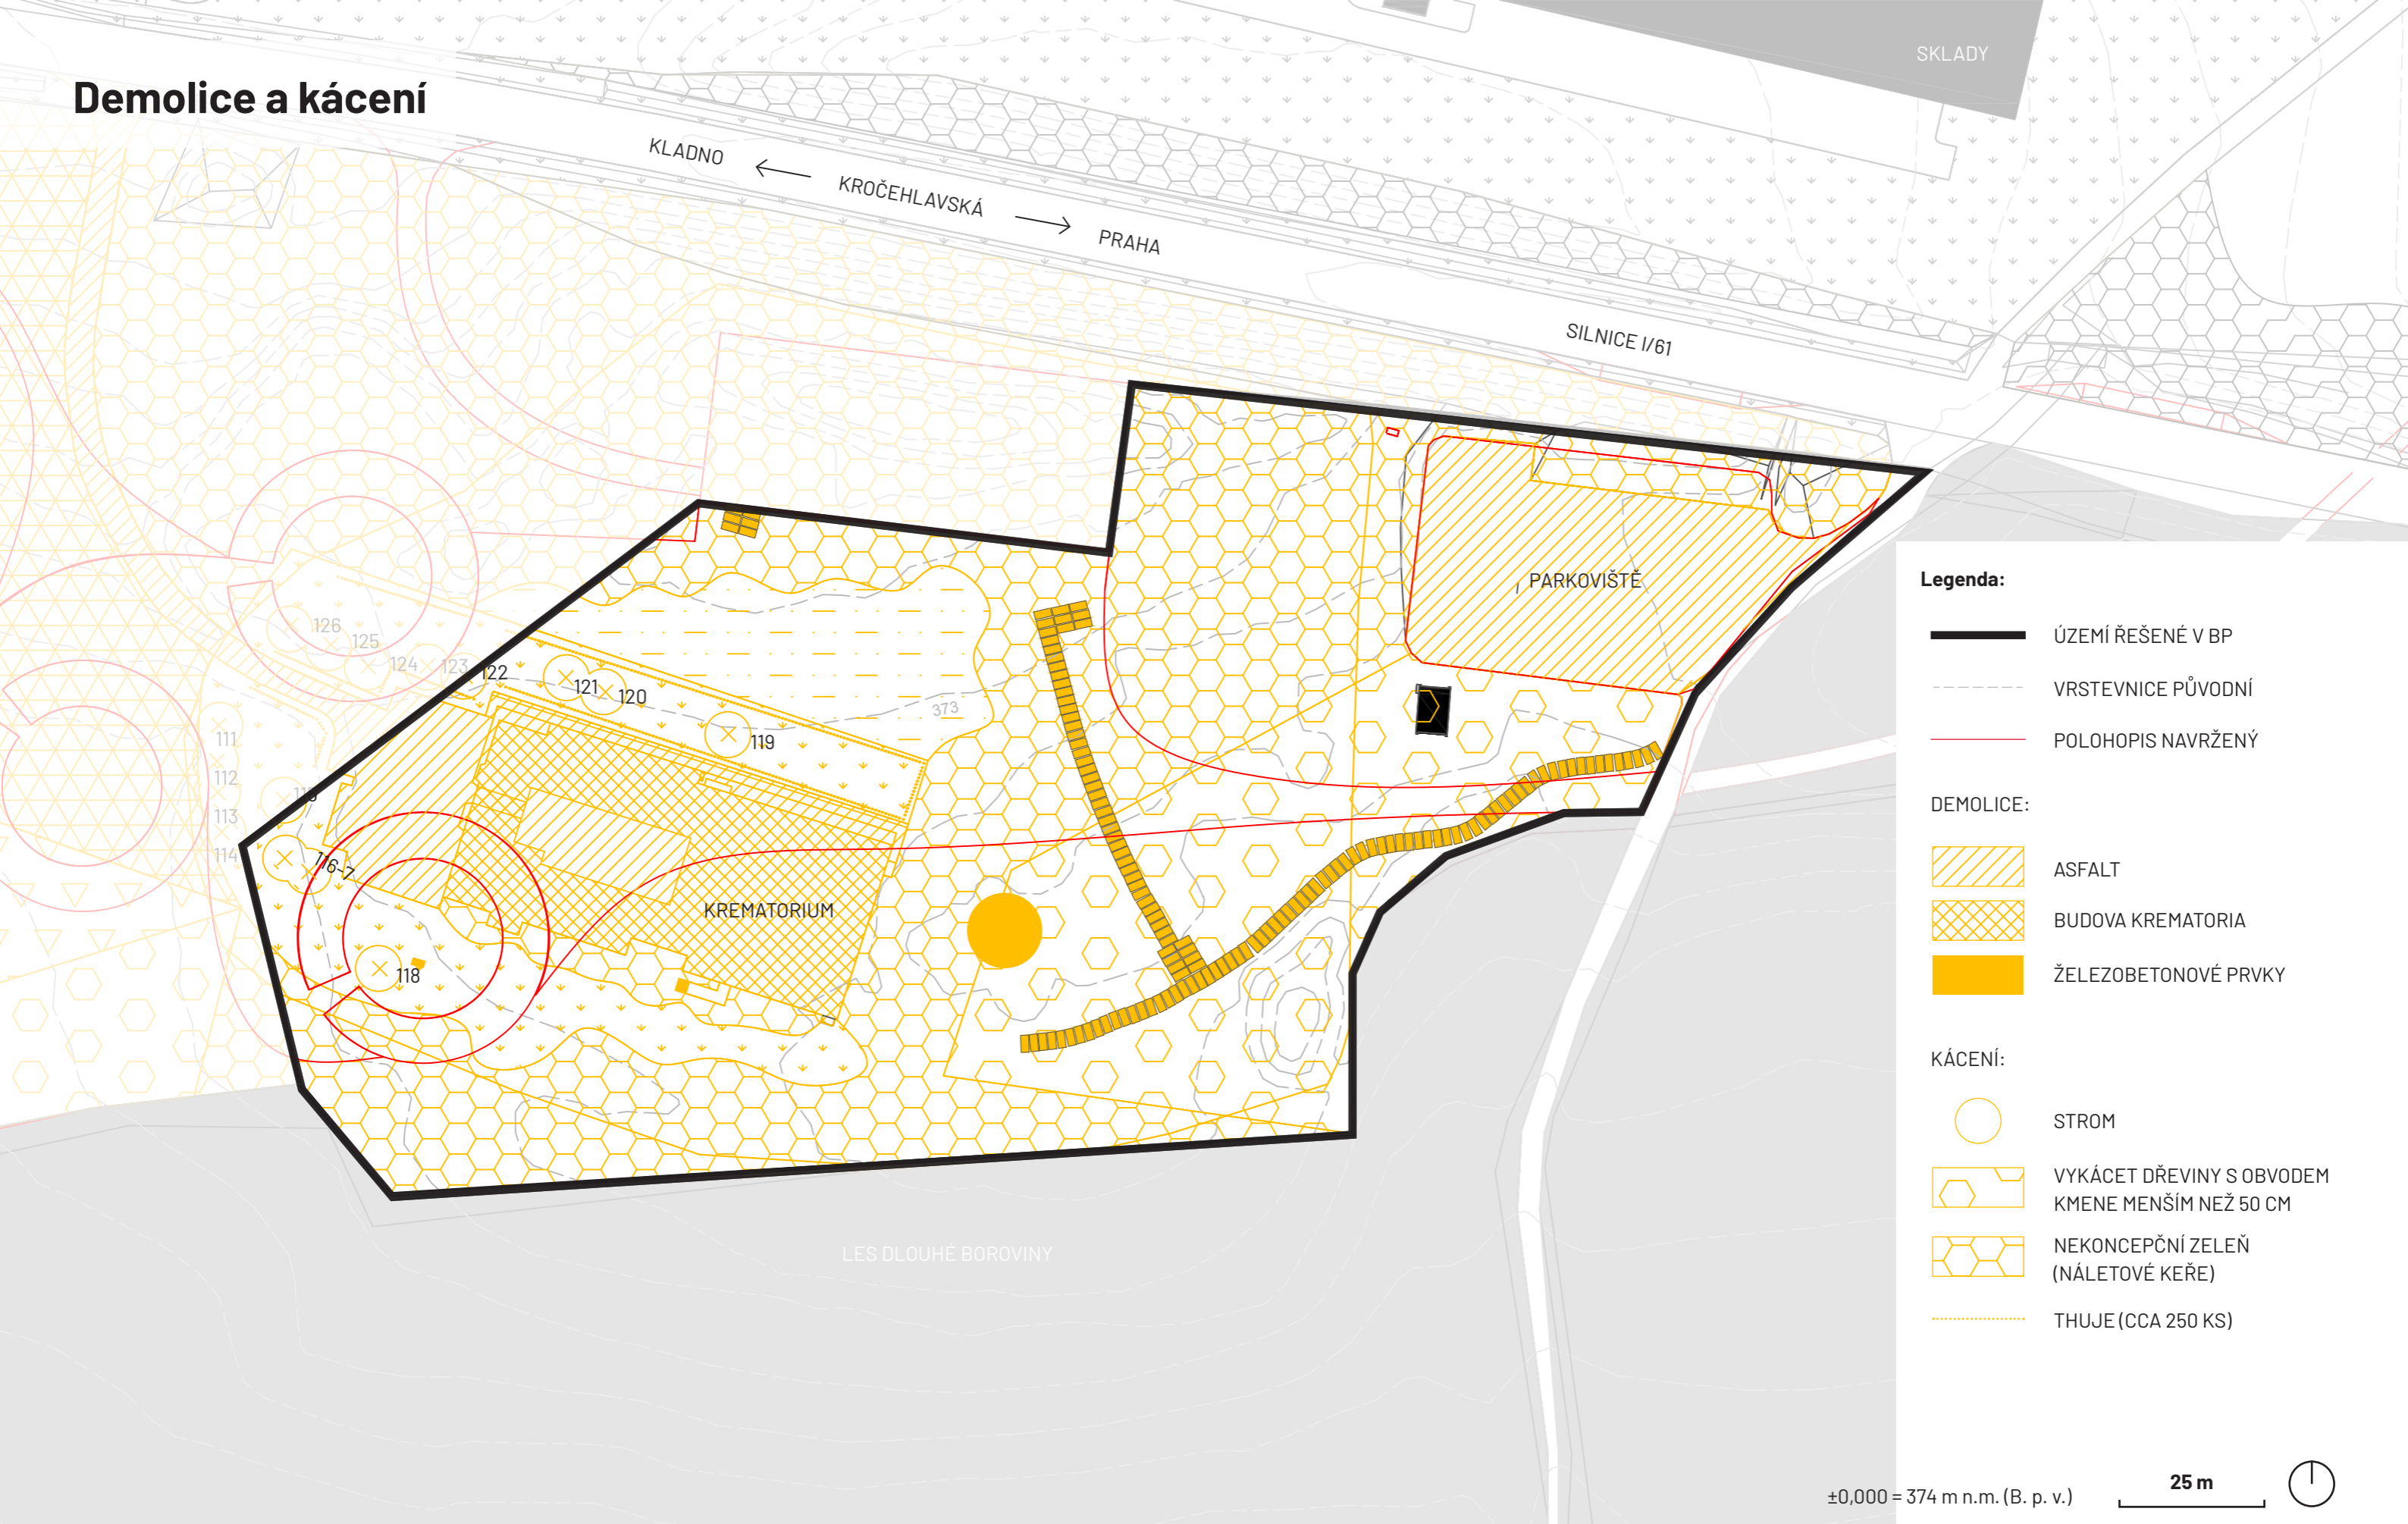 Demolice a kácení
SKLADY
KLADNO
KROČEHLAVSKÁ
PRAHA
SILNICE I/61
PARKOVIŠTĚ
126
125
124
123
122
121
120
119
373
111
112
113
114
116-7
118
KREMATORIUM
LES DLOUHÉ BOROVINY
Legenda:
ÚZEMÍ ŘEŠENÉ V BP
VRSTEVNICE PŮVODNÍ
POLOHOPIS NAVRŽENÝ
DEMOLICE:
ASFALT
BUDOVA KREMATORIA
ŽELEZOBETONOVÉ PRVKY
KÁCENÍ:
STROM
VYKÁCET DŘEVINY S OBVODEM
KMENE MENŠÍM NEŽ 50 CM
NEKONCEPČNÍ ZELEŇ
(NÁLETOVÉ KEŘE)
THUJE (CCA 250 KS)
±0,000 = 374 m n.m. (B. p. v.)
25 m